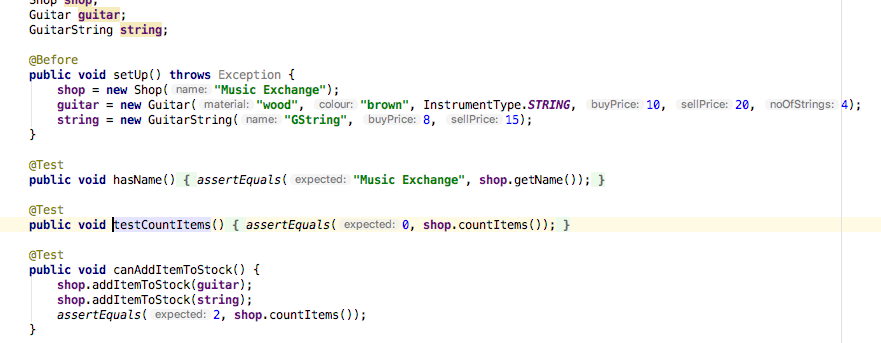 Shop shop;
Guitar guitar;
GuitarString string;
@Before
public void setUp() throws Exception {
shop = new Shop( name: "Music Exchange");
guitar = new Guitar( material: "wood", colour: "brown", InstrumentType.STRING, buyPrice: 10, sellPrice: 20, noOfStrings: 4);
string = new GuitarString( name: "GString", buyPrice: 8, sellPrice: 15);
}
@Test
public void hasName() { assertEquals( expected: "Music Exchange", shop.getName()); }
@Test
public void testCountItems() { assertEquals( expected: 0, shop.countItems()); }
@Test
public void canAddItemToStock() {
shop.addItemToStock(guitar);
shop.addItemToStock(string);
assertEquals( expected: 2, shop.countItems());
}